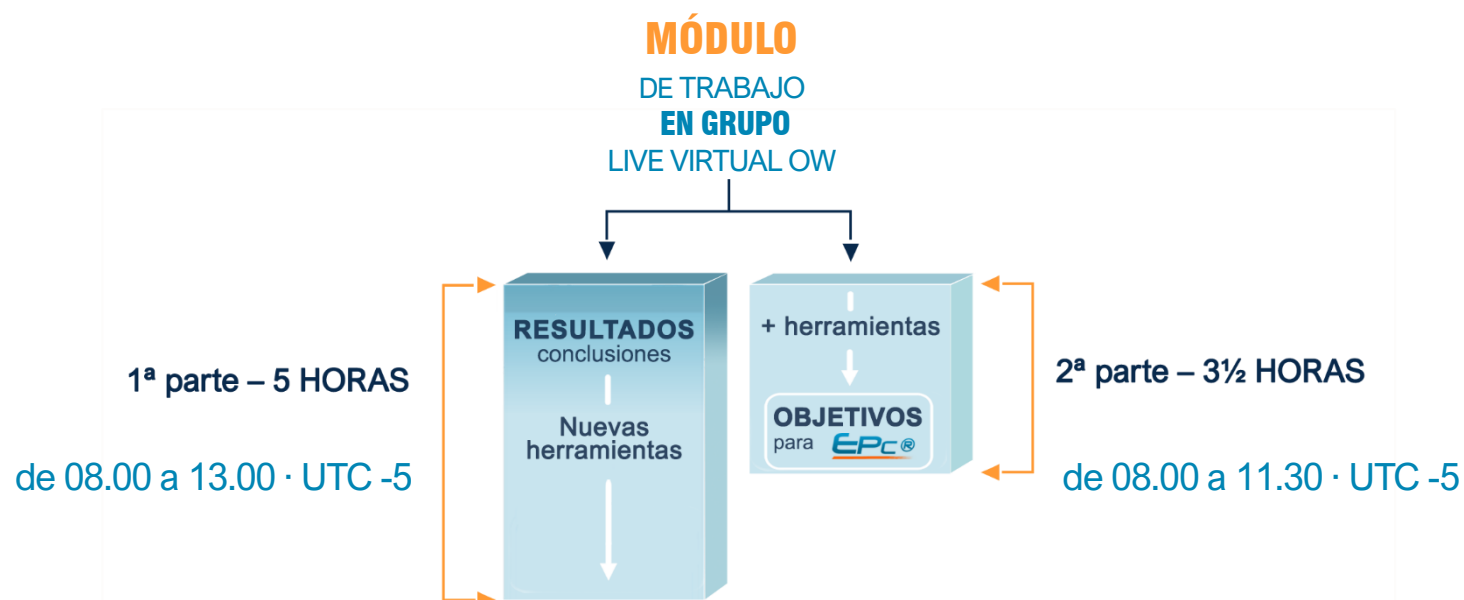 MÓDULO
DE TRABAJO
EN GRUPO
LIVE VIRTUAL OW
1ª parte – 5 HORAS
de 08.00 a 13.00 · UTC -5
RESULTADOS
conclusiones
Nuevas
herramientas
+ herramientas
OBJETIVOS
para EPc®
2ª parte – 3½ HORAS
de 08.00 a 11.30 · UTC -5